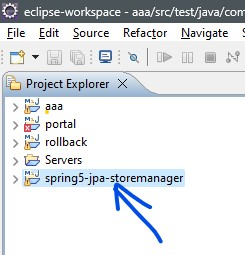 eclipse-workspace - aaa/src/test/java/com
File Edit Source Refactor Navigate Search
Project Explorer
aaa
portal
rollback
Servers
spring5-jpa-storemanager